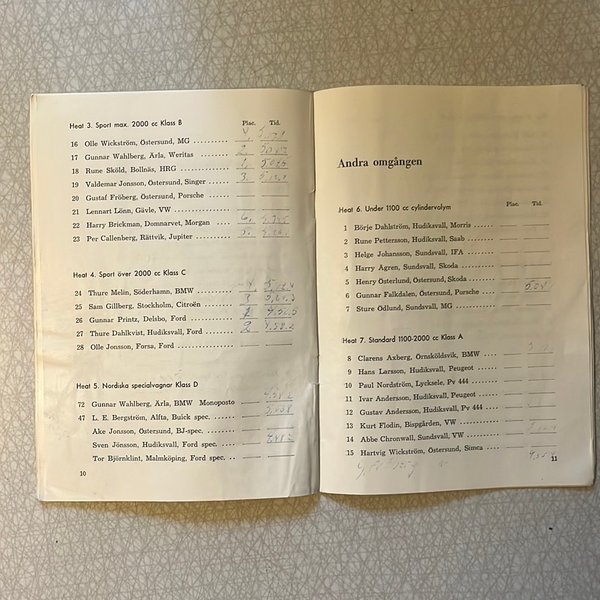 Heat 3. Sport max. 2000 cc Klass B Plac. Tid.
16 Olle Wickström, Östersund, MG
17 Gunnar Wahlberg, Ärla, Weritas
18 Rune Sköld, Bollnäs, HRG
19 Valdemar Jonsson, Östersund, Singer
20 Gustaf Fröberg, Östersund, Porsche
21 Lennart Lönn, Gävle, VW
22 Harry Brickman, Domnarvet, Morgan
23 Per Callenberg, Rättvik, Jupiter
Heat 4. Sport över 2000 cc Klass C
24 Thure Melin, Söderhamn, BMW
25 Sam Gillberg, Stockholm, Citroën
26 Gunnar Printz, Delsbo, Ford
27 Thure Dahlkvist, Hudiksvall, Ford
28 Olle Jonsson, Forsa, Ford
Heat 5. Nordiska specialvagnar Klass D
72 Gunnar Wahlberg, Ärla, BMW Monoposto
47 L. E. Bergström, Alfta, Buick spec.
Åke Jonsson, Östersund, BJ-spec.
Sven Jönsson, Hudiksvall, Ford spec.
Tor Björnklint, Malmköping, Ford spec.
10
Andra omgången
Plac. Tid.
Heat 6. Under 1100 cc cylindervolym
1 Börje Dahlström, Hudiksvall, Morris
2 Rune Pettersson, Hudiksvall, Saab
3 Helge Johansson, Sundsvall, IFA
4 Harry Ågren, Sundsvall, Skoda
5 Henry Österlund, Östersund, Skoda
6 Gunnar Falkdalen, Östersund, Porsche
7 Sture Ödlund, Sundsvall, MG
Heat 7. Standard 1100-2000 cc Klass A
8 Clarens Axberg, Örnsköldsvik, BMW
9 Hans Larsson, Hudiksvall, Peugeot
10 Paul Nordström, Lycksele, Pv 444
11 Ivar Andersson, Hudiksvall, Peugeot
12 Gustav Andersson, Hudiksvall, Pv 444
13 Kurt Flodin, Bispgården, VW
14 Abbe Chronwall, Sundsvall, VW
15 Hartvig Wickström, Östersund, Simca
11